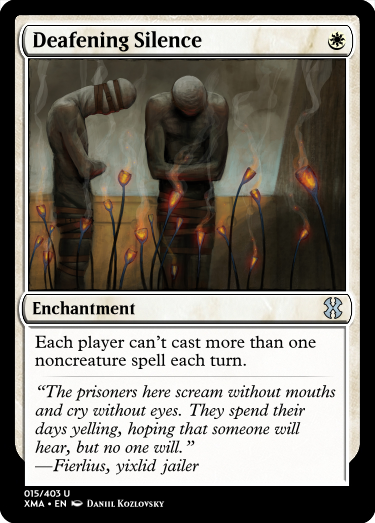 Deafening Silence
Enchantment
Each player can't cast more than one
noncreature spell each turn.
“The prisoners here scream without mouths
and cry without eyes. They spend their
days yelling, hoping that someone will
hear, but no one will.”
—Fierlius, yixlid jailer
015/403 U
XMA • EN Daniil Kozlovsky